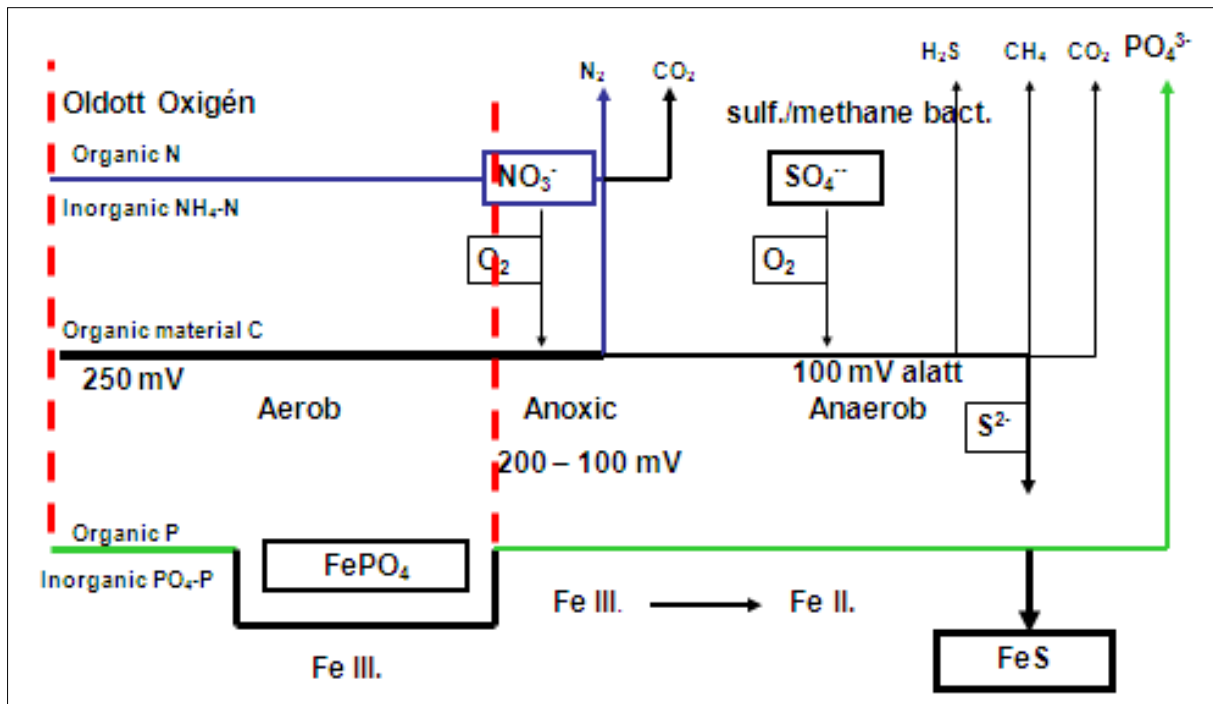 N₂
CO₂
H₂S
CH₄
CO₂
PO₄³⁻
Oldott Oxigén
sulf./methane bact.
Organic N
NO₃⁻
SO₄⁻⁻
Inorganic NH₄-N
O₂
O₂
Organic material C
250 mV
100 mV alatt
Aerob
Anoxic
Anaerob
S²⁻
200 – 100 mV
Organic P
FePO₄
Inorganic PO₄-P
Fe III.
Fe II.
Fe III.
FeS